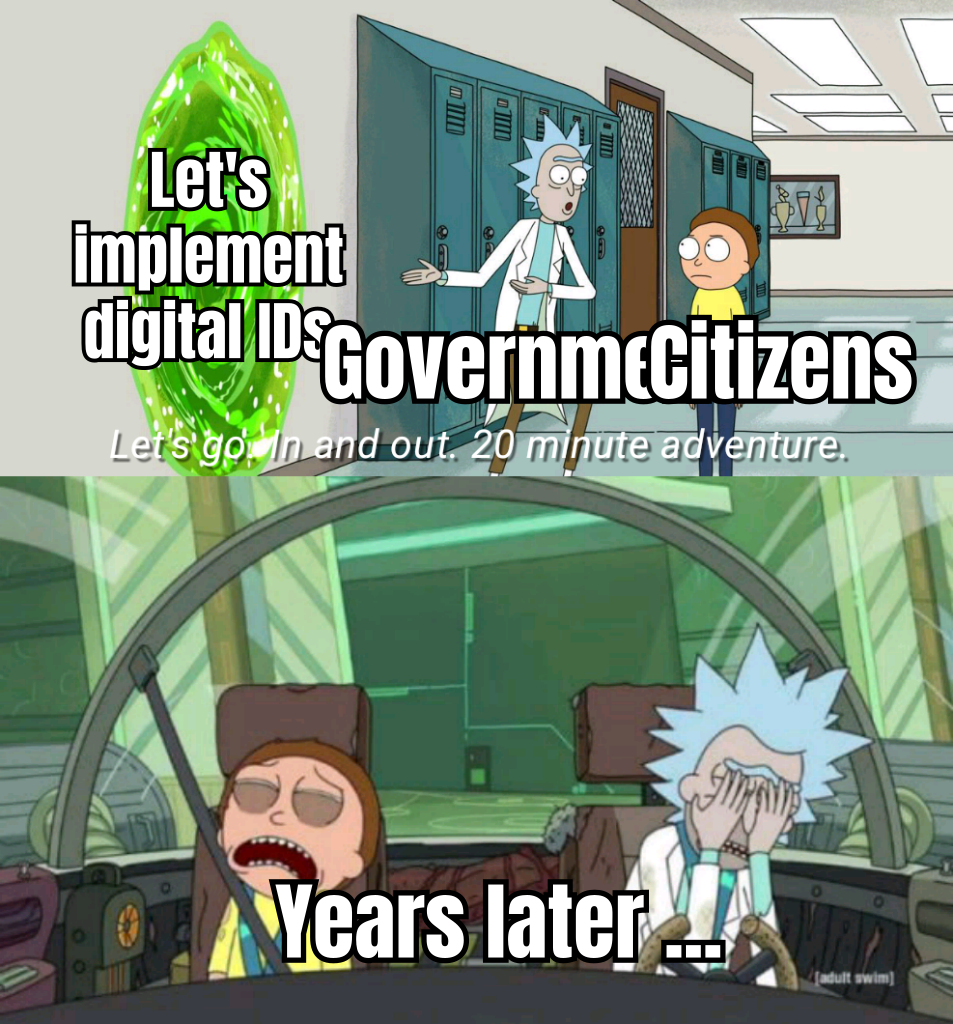 Let's
implement
digital IDs
Governme
Citizens
Let's go. In and out. 20 minute adventure.
Years later ...
[adult swim]